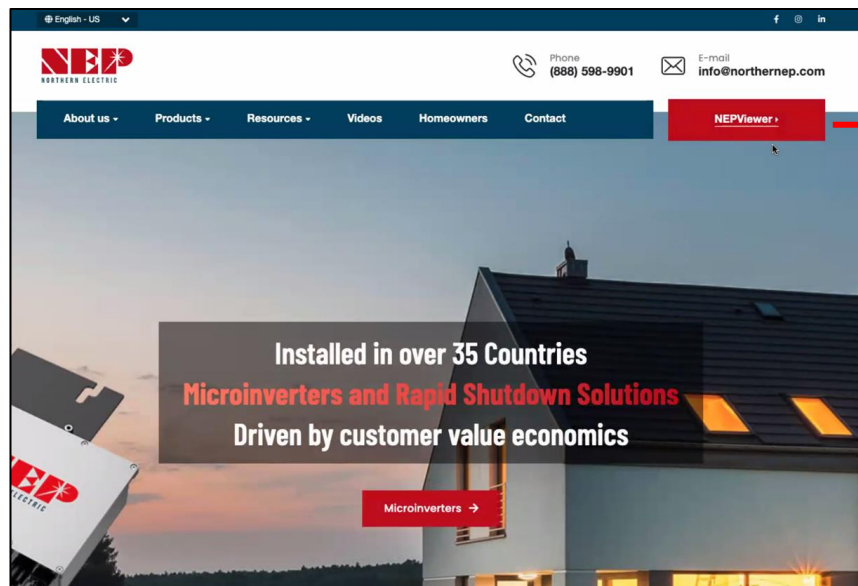 English - US
f in
NEP
NORTHERN ELECTRIC
Phone
(888) 598-9901
E-mail
info@northernep.com
About us
Products
Resources
Videos
Homeowners
Contact
NEPViewer ›
Installed in over 35 Countries
Microinverters and Rapid Shutdown Solutions
Driven by customer value economics
Microinverters →
NEP
ELECTRIC